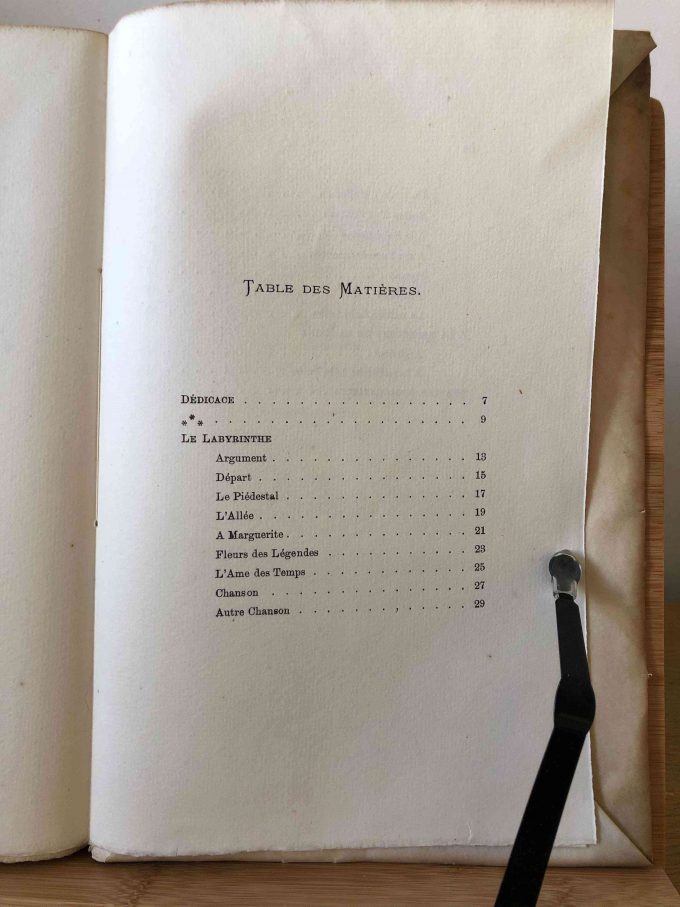 Table des Matières.
Dédicace . . . . . . . . . . . . . . . . . 7
*** . . . . . . . . . . . . . . . . . . . 9
Le Labyrinthe
Argument . . . . . . . . . . . . . . . 13
Départ . . . . . . . . . . . . . . . . 15
Le Piédestal . . . . . . . . . . . . . . 17
L'Allée . . . . . . . . . . . . . . . . 19
A Marguerite . . . . . . . . . . . . . . 21
Fleurs des Légendes . . . . . . . . . . . 23
L'Ame des Temps . . . . . . . . . . . . 25
Chanson . . . . . . . . . . . . . . . 27
Autre Chanson . . . . . . . . . . . . . 29